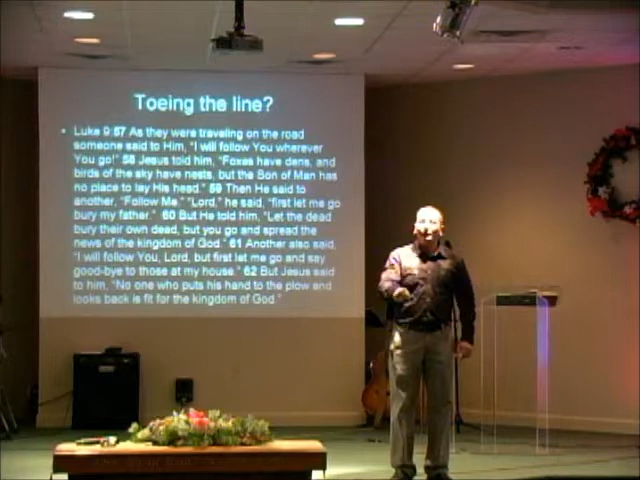 Toeing the line?
• Luke 9:57 As they were traveling on the road
someone said to Him, "I will follow You wherever
You go!" 58 Jesus told him, "Foxes have dens, and
birds of the sky have nests, but the Son of Man has
no place to lay His head." 59 Then He said to
another, "Follow Me." "Lord," he said, "first let me go
bury my father." 60 But He told him, "Let the dead
bury their own dead, but you go and spread the
news of the kingdom of God." 61 Another also said,
"I will follow You, Lord, but first let me go and say
good-bye to those at my house." 62 But Jesus said
to him, "No one who puts his hand to the plow and
looks back is fit for the kingdom of God."